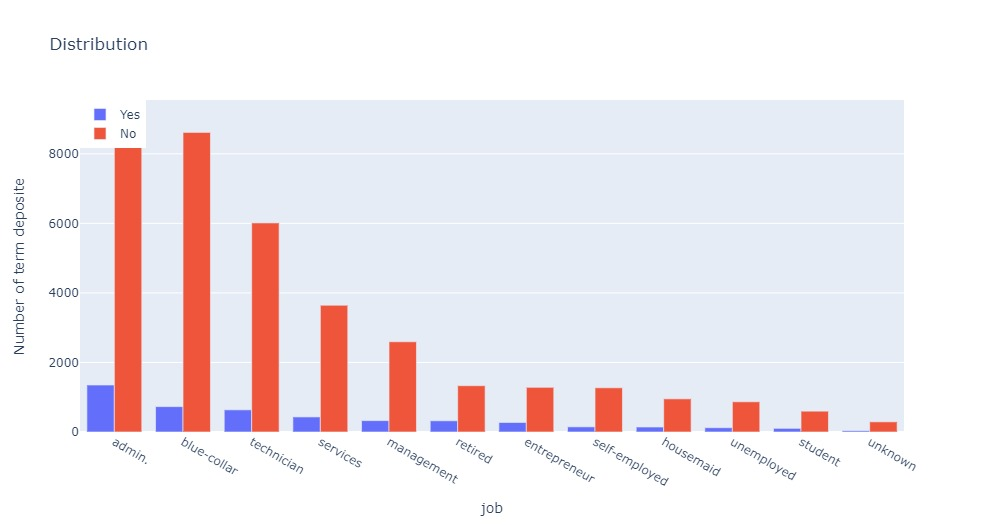 Distribution
Yes
No
Number of term deposite
8000
6000
4000
2000
0
admin.
blue-collar
technician
services
management
retired
entrepreneur
self-employed
housemaid
unemployed
student
unknown
job